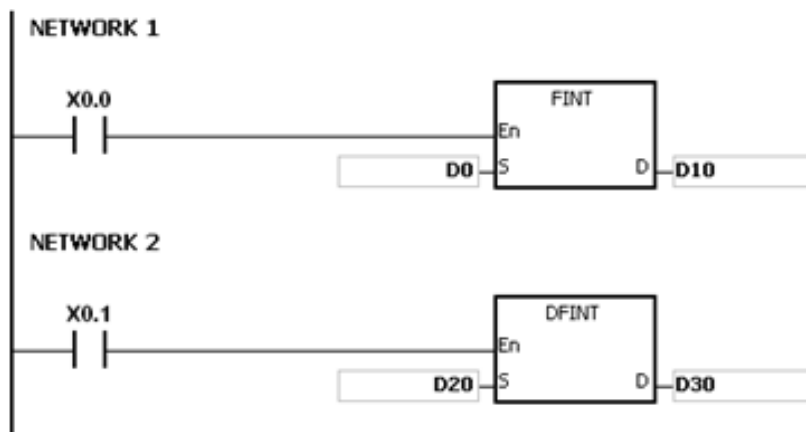 NETWORK 1
X0.0
FINT
En
D0 S D D10
NETWORK 2
X0.1
DFINT
En
D20 S D D30